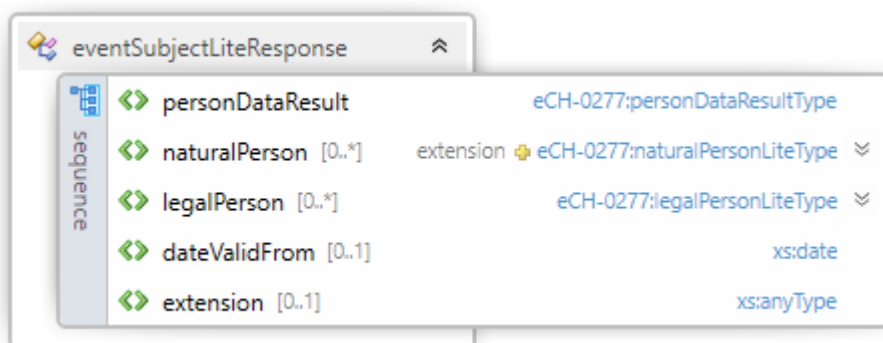 eventSubjectLiteResponse
sequence
personDataResult eCH-0277:personDataResultType
naturalPerson [0..*] extension eCH-0277:naturalPersonLiteType
legalPerson [0..*] eCH-0277:legalPersonLiteType
dateValidFrom [0..1] xs:date
extension [0..1] xs:anyType